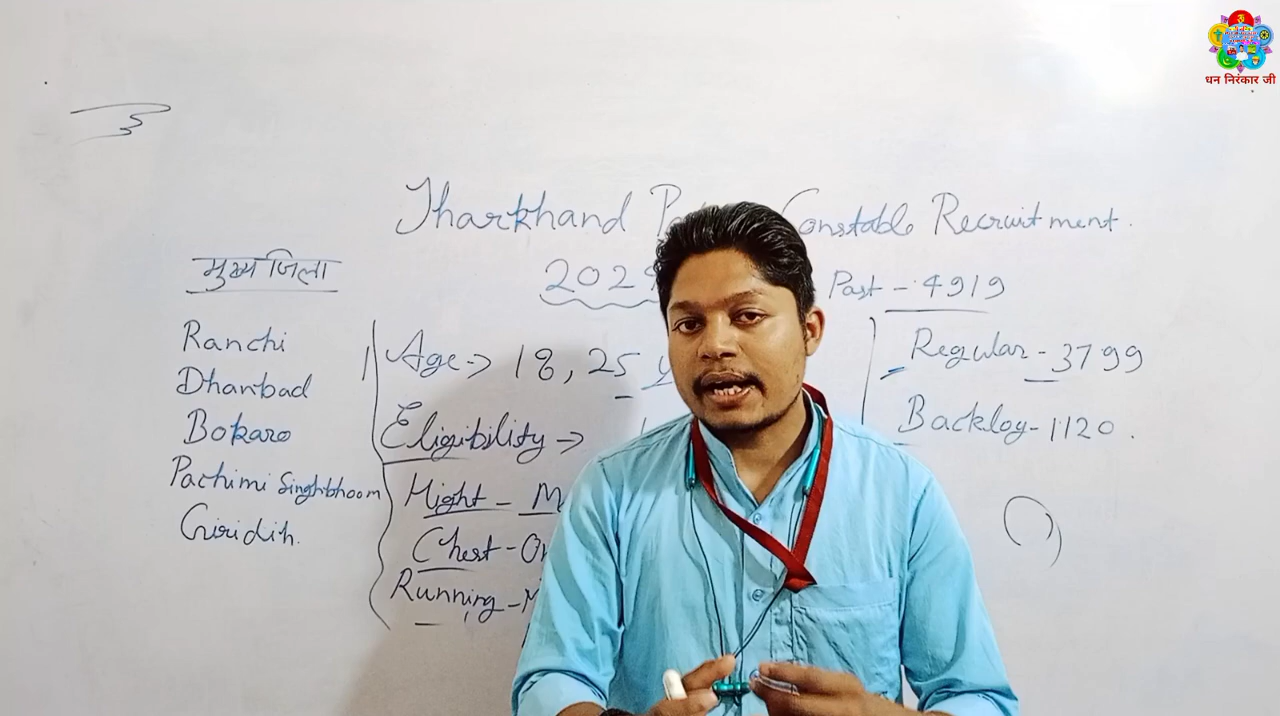 धन निरंकार जी
Jharkhand Constable Recruitment.
मुख्य जिला
Post - 4919
Ranchi
Dhanbad
Bokaro
Pachimi Singhbhoom
Giridih.
Age -> 18, 25
Eligibility ->
Hight -
Chest -
Running -
Regular - 3799
Backlog - 1120.